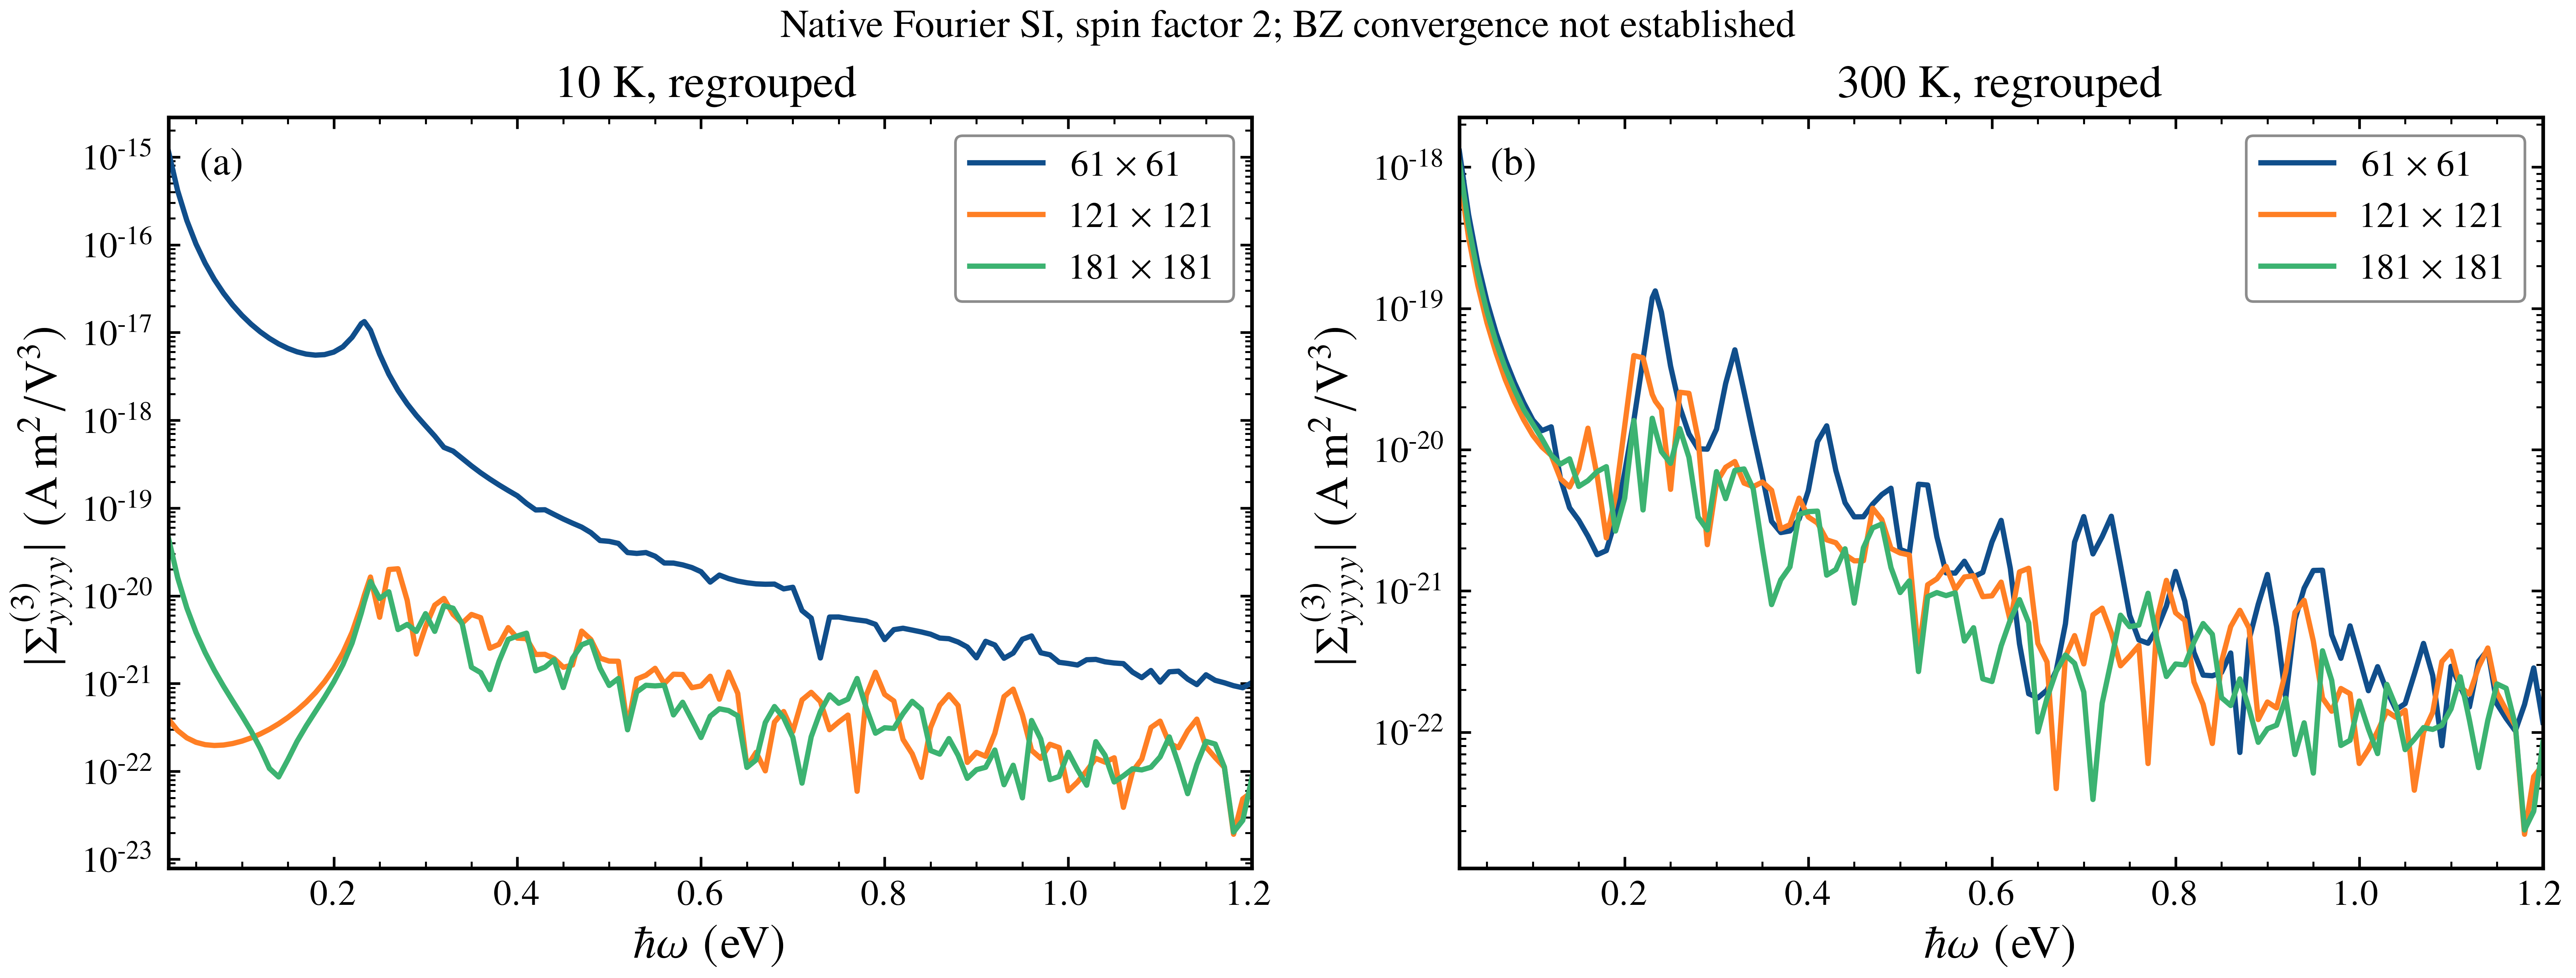 Native Fourier SI, spin factor 2; BZ convergence not established
10 K, regrouped
(a)
61 × 61
121 × 121
181 × 181
10^-15
10^-16
10^-17
10^-18
10^-19
10^-20
10^-21
10^-22
10^-23
|Σ^(3)_yyyy| (A m^2/V^3)
0.2 0.4 0.6 0.8 1.0 1.2
ħω (eV)
300 K, regrouped
(b)
61 × 61
121 × 121
181 × 181
10^-18
10^-19
10^-20
10^-21
10^-22
|Σ^(3)_yyyy| (A m^2/V^3)
0.2 0.4 0.6 0.8 1.0 1.2
ħω (eV)